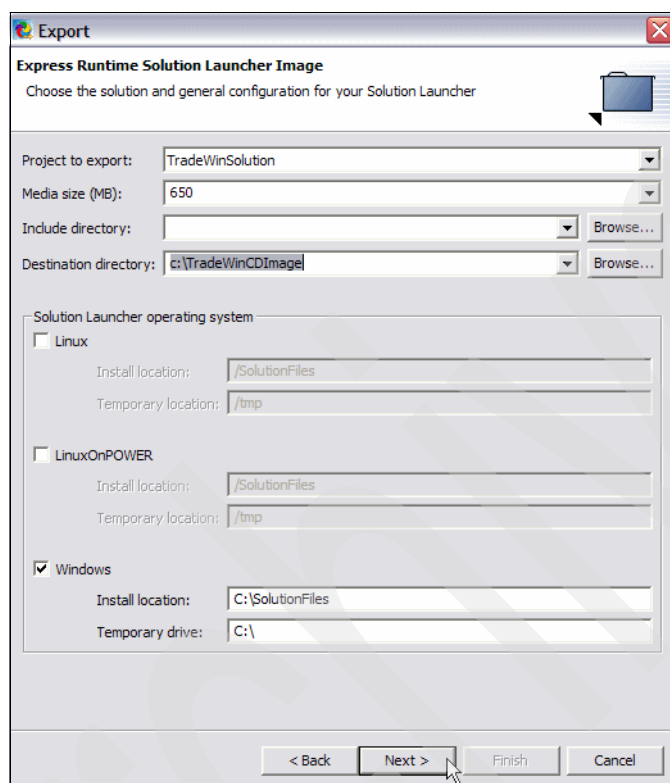 Export
Express Runtime Solution Launcher Image
Choose the solution and general configuration for your Solution Launcher
Project to export: TradeWinSolution
Media size (MB): 650
Include directory: Browse...
Destination directory: c:\TradeWinCDImage Browse...
Solution Launcher operating system
Linux
Install location: /SolutionFiles
Temporary location: /tmp
LinuxOnPOWER
Install location: /SolutionFiles
Temporary location: /tmp
Windows
Install location: C:\SolutionFiles
Temporary drive: C:\
< Back Next > Finish Cancel